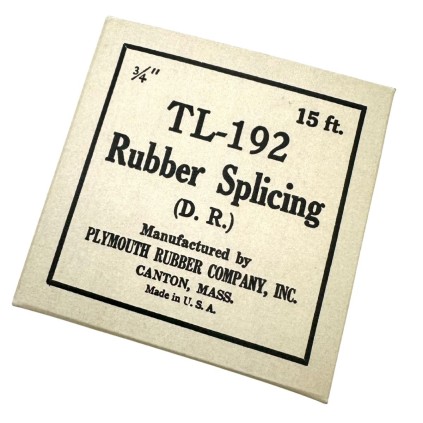 3/4" 15 ft.
TL-192
Rubber Splicing
(D. R.)
Manufactured by
PLYMOUTH RUBBER COMPANY, INC.
CANTON, MASS.
Made in U. S. A.